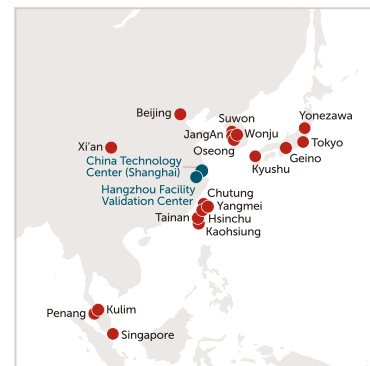 Beijing
Suwon
Yonezawa
JangAn
Wonju
Xi'an
Tokyo
Oseong
Geino
China Technology
Center (Shanghai)
Kyushu
Hangzhou Facility
Validation Center
Chutung
Yangmei
Tainan
Hsinchu
Kaohsiung
Penang
Kulim
Singapore